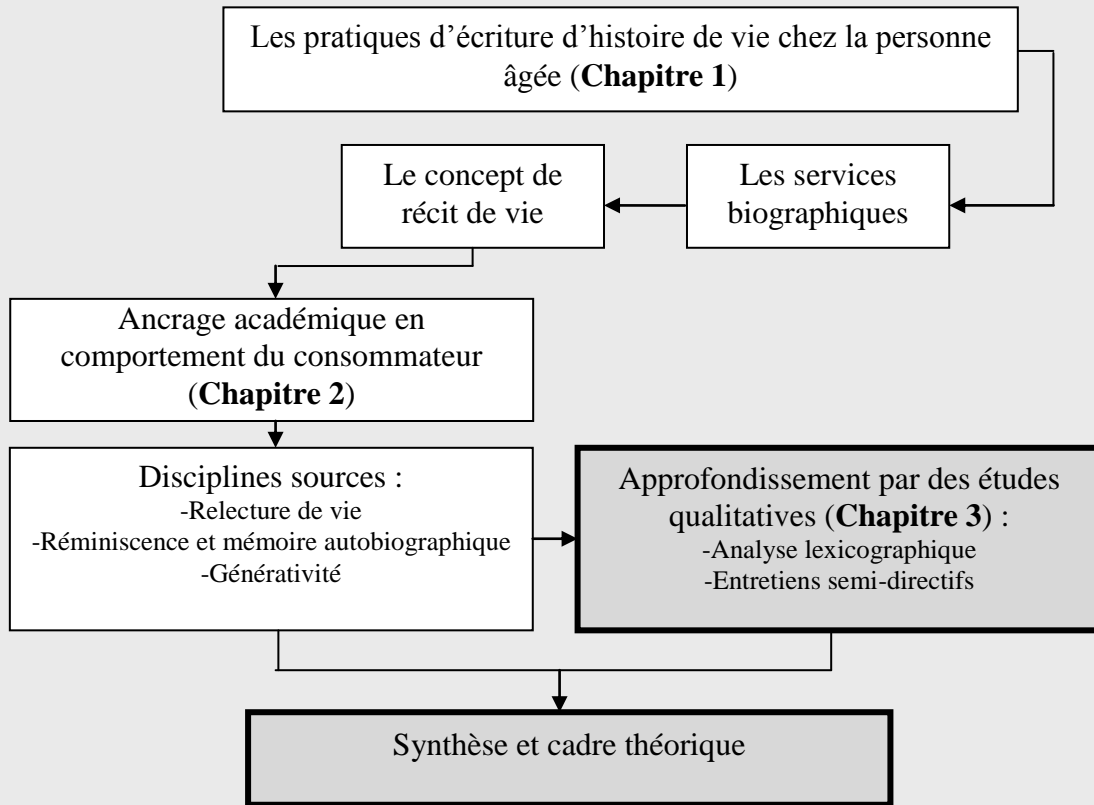 Les pratiques d’écriture d’histoire de vie chez la personne
âgée (Chapitre 1)
Le concept de
récit de vie
Les services
biographiques
Ancrage académique en
comportement du consommateur
(Chapitre 2)
Disciplines sources :
-Relecture de vie
-Réminiscence et mémoire autobiographique
-Générativité
Approfondissement par des études
qualitatives (Chapitre 3) :
-Analyse lexicographique
-Entretiens semi-directifs
Synthèse et cadre théorique